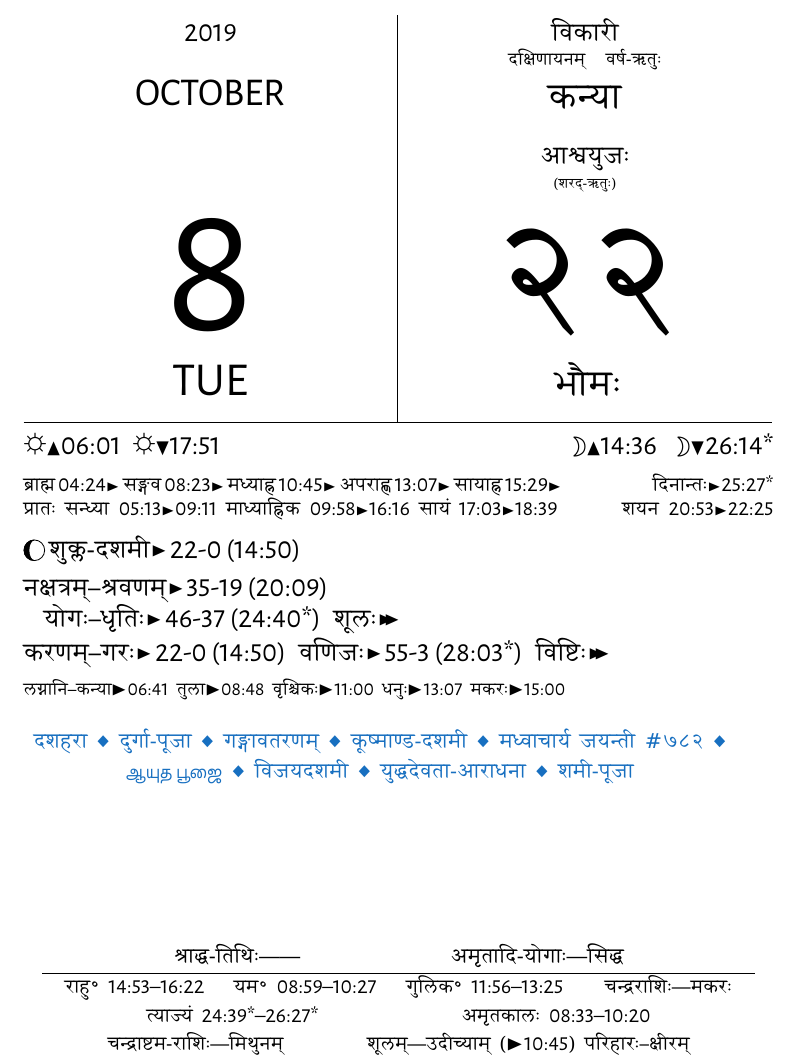 2019
OCTOBER
8
TUE
विकारी
दक्षिणायनम् वर्ष-ऋतुः
कन्या
आश्वयुजः
(शरद्-ऋतुः)
२२
भौमः
☼▲06:01 ☼▼17:51 ☽▲14:36 ☽▼26:14*
ब्राह्म 04:24► सङ्गव 08:23► मध्याह्न 10:45► अपराह्ण 13:07► सायाह्न 15:29► दिनान्तः►25:27*
प्रातः सन्ध्या 05:13►09:11 माध्याह्निक 09:58►16:16 सायं 17:03►18:39 शयन 20:53►22:25
शुक्ल-दशमी►22-0 (14:50)
नक्षत्रम्–श्रवणम्►35-19 (20:09)
योगः–धृतिः►46-37 (24:40*) शूलः►►
करणम्–गरः►22-0 (14:50) वणिजः►55-3 (28:03*) विष्टिः►►
लग्नानि–कन्या►06:41 तुला►08:48 वृश्चिकः►11:00 धनुः►13:07 मकरः►15:00
दशहरा ◆ दुर्गा-पूजा ◆ गङ्गावतरणम् ◆ कूष्माण्ड-दशमी ◆ मध्वाचार्य जयन्ती #७८२ ◆
ஆயுத பூஜை ◆ विजयदशमी ◆ युद्धदेवता-आराधना ◆ शमी-पूजा
श्राद्ध-तिथिः—— अमृतादि-योगाः—सिद्ध
राहु° 14:53–16:22 यम° 08:59–10:27 गुलिक° 11:56–13:25 चन्द्रराशिः—मकरः
त्याज्यं 24:39*–26:27* अमृतकालः 08:33–10:20
चन्द्राष्टम-राशिः—मिथुनम् शूलम्—उदीच्याम् (►10:45) परिहारः–क्षीरम्